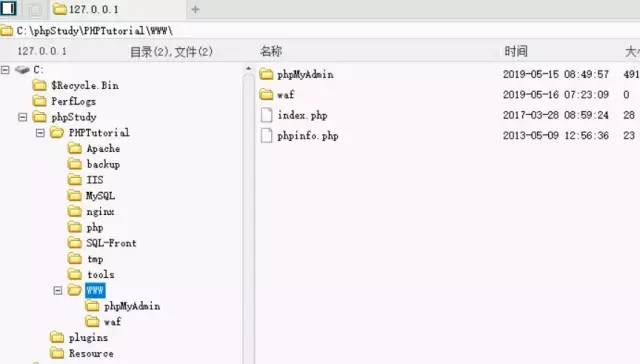 127.0.0.1
C:\phpStudy\PHPTutorial\WWW\
127.0.0.1 目录(2),文件(2) 名称 时间 大小
C:
$Recycle.Bin
PerfLogs
phpStudy
PHPTutorial
Apache
backup
IIS
MySQL
nginx
php
SQL-Front
tmp
tools
WWW
phpMyAdmin
waf
plugins
Resource
phpMyAdmin 2019-05-15 08:49:57 491
waf 2019-05-16 07:23:09 0
index.php 2017-03-28 08:59:24 28
phpinfo.php 2013-05-09 12:56:36 23